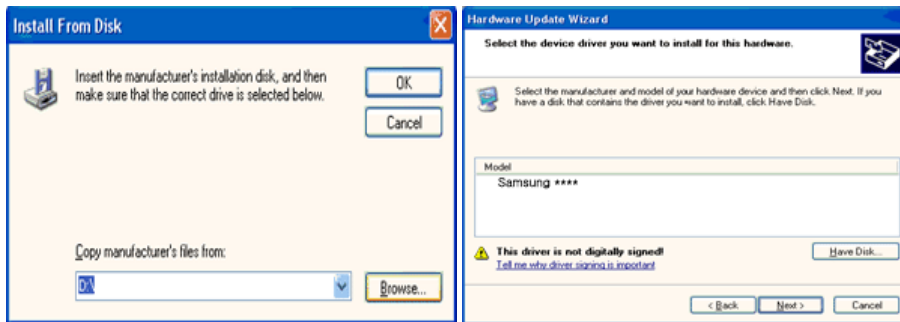 Install From Disk
Insert the manufacturer's installation disk, and then
make sure that the correct drive is selected below.
OK
Cancel
Copy manufacturer's files from:
D:\
Browse...
Hardware Update Wizard
Select the device driver you want to install for this hardware.
Select the manufacturer and model of your hardware device and then click Next. If you
have a disk that contains the driver you want to install, click Have Disk.
Model
Samsung ****
This driver is not digitally signed!
Tell me why driver signing is important
Have Disk...
< Back
Next >
Cancel